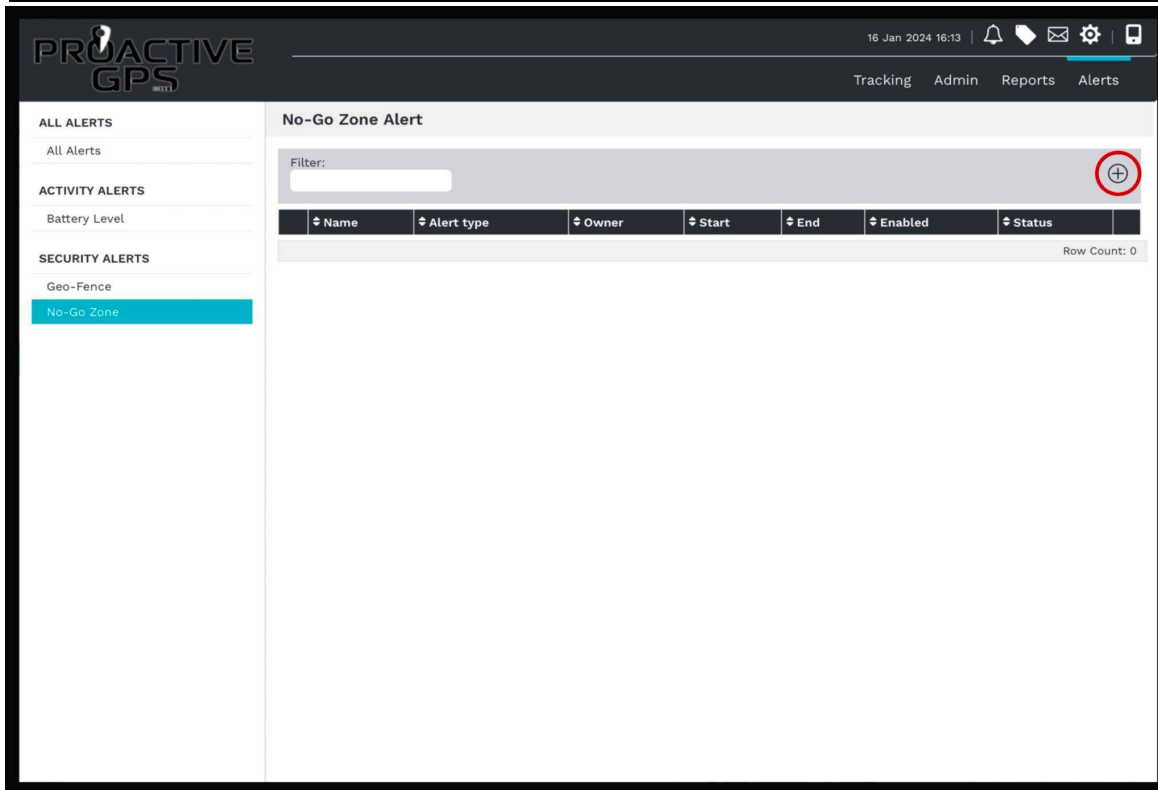 PROACTIVE
GPS
16 Jan 2024 16:13
Tracking Admin Reports Alerts
ALL ALERTS
All Alerts
ACTIVITY ALERTS
Battery Level
SECURITY ALERTS
Geo-Fence
No-Go Zone
No-Go Zone Alert
Filter:
Name Alert type Owner Start End Enabled Status
Row Count: 0